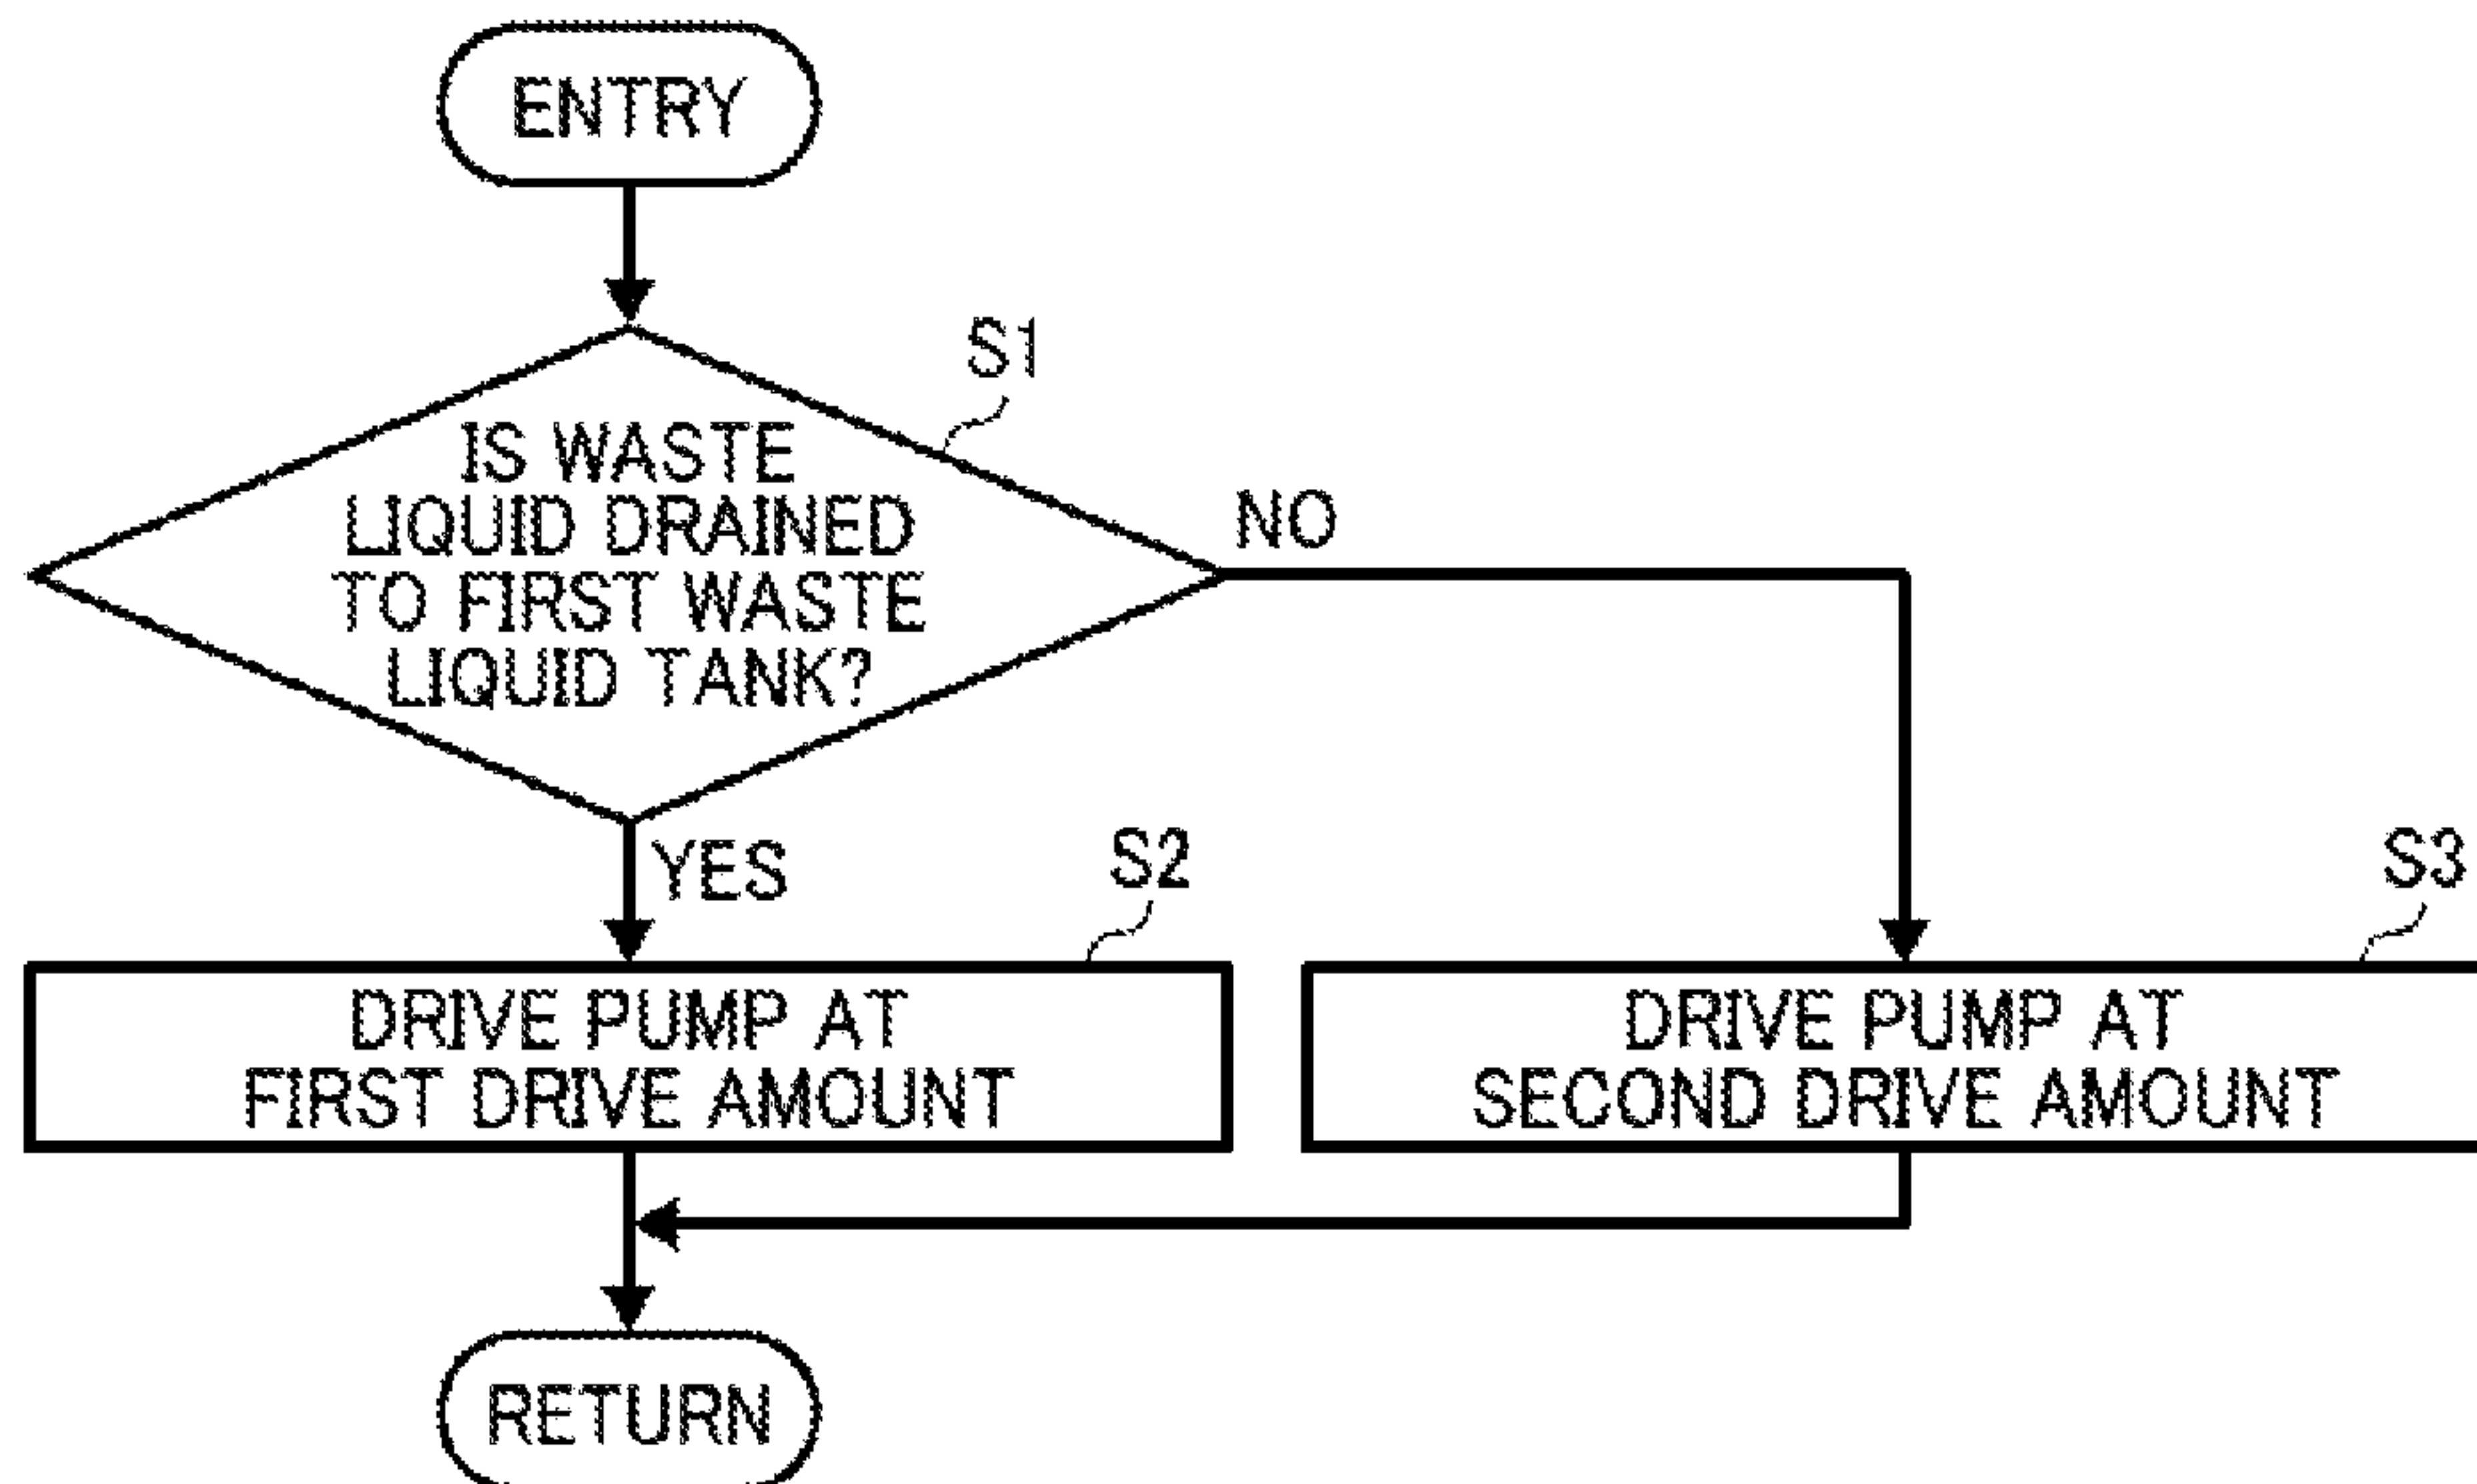 ENTRY
S1
IS WASTE
LIQUID DRAINED
TO FIRST WASTE
LIQUID TANK?
NO
YES
S2
S3
DRIVE PUMP AT
FIRST DRIVE AMOUNT
DRIVE PUMP AT
SECOND DRIVE AMOUNT
RETURN